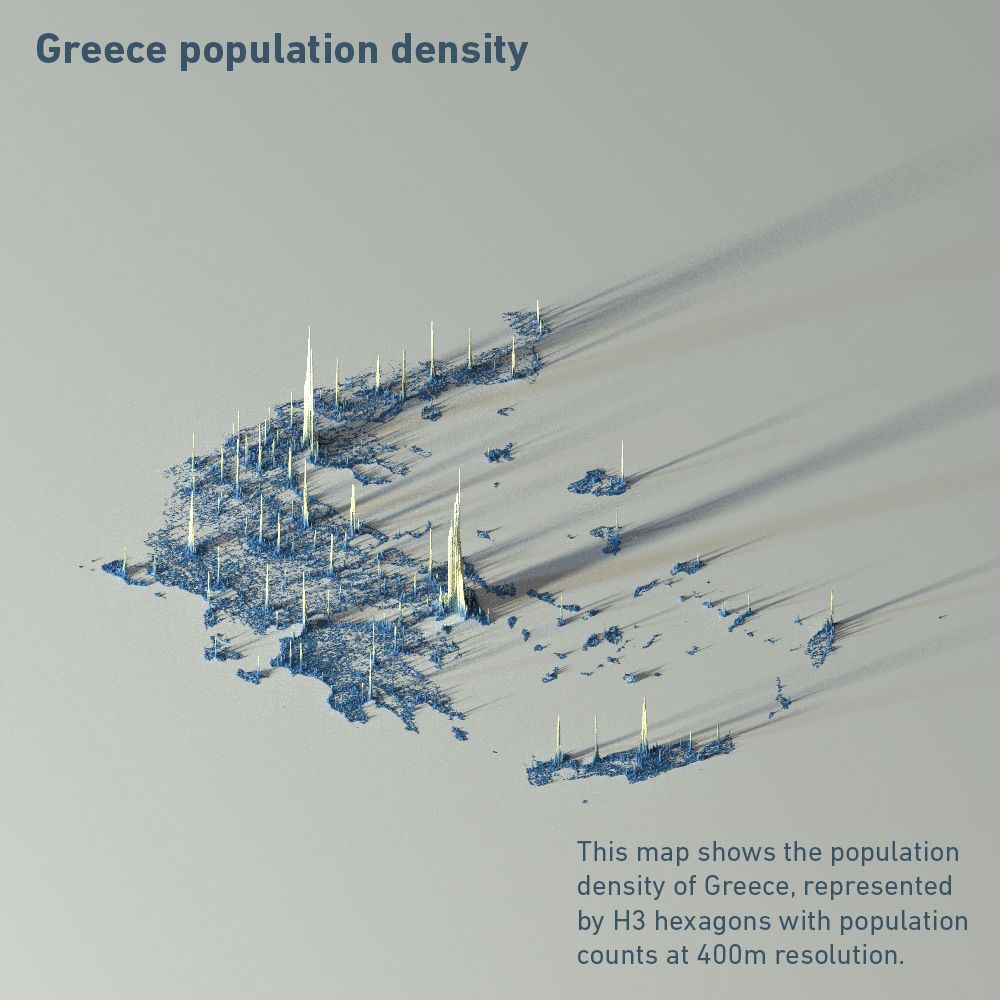 Greece population density
This map shows the population
density of Greece, represented
by H3 hexagons with population
counts at 400m resolution.